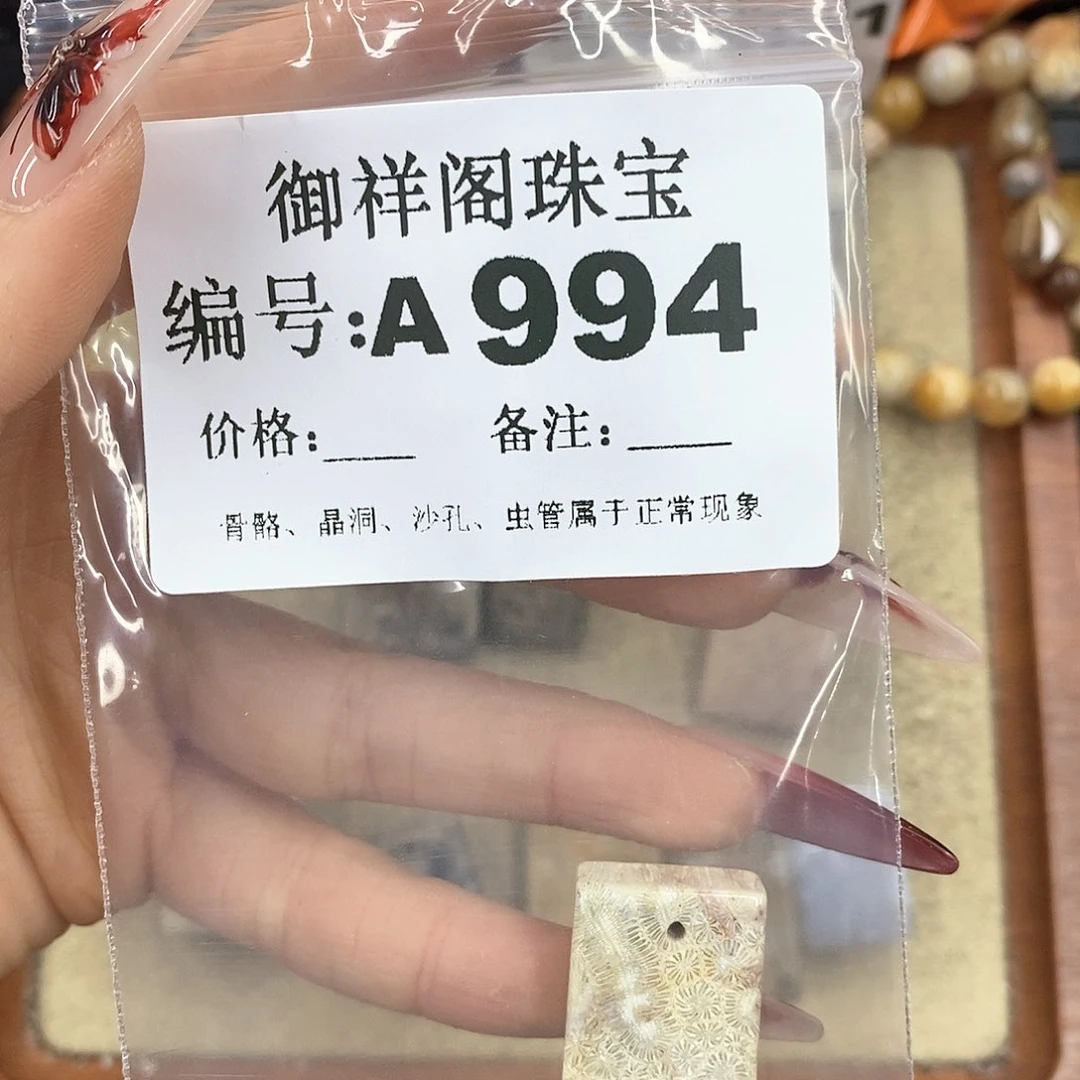 御祥阁珠宝
编号:A994
价格:____ 备注:____
骨骼、晶洞、沙孔、虫管属于正常现象